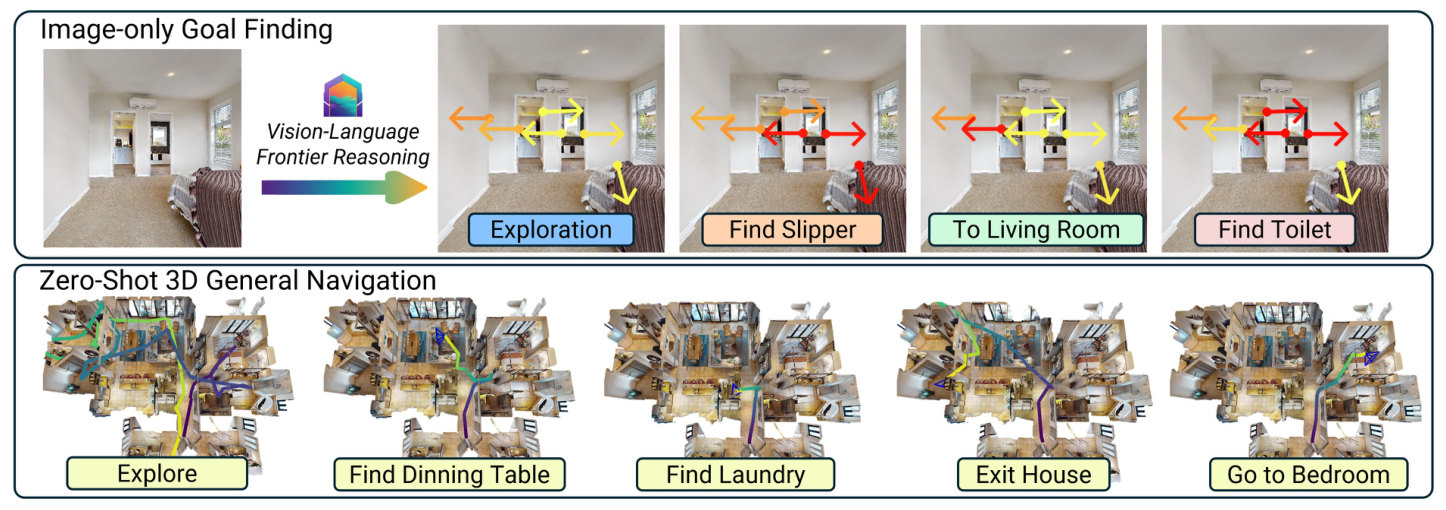 Image-only Goal Finding
Vision-Language
Frontier Reasoning
Exploration
Find Slipper
To Living Room
Find Toilet
Zero-Shot 3D General Navigation
Explore
Find Dinning Table
Find Laundry
Exit House
Go to Bedroom